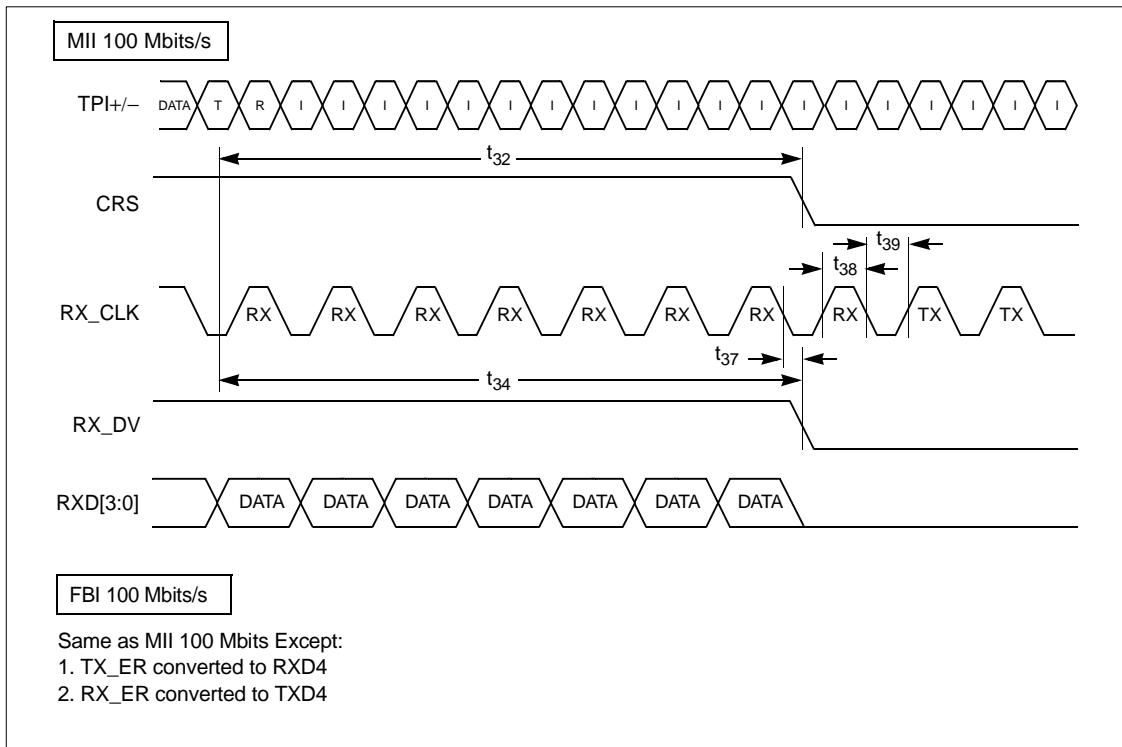 MII 100 Mbits/s
TPI+/− DATA T R I I I I I I I I I I I I I I I I I I I
t32
CRS
t39
t38
RX_CLK RX RX RX RX RX RX RX RX TX TX
t37
t34
RX_DV
RXD[3:0] DATA DATA DATA DATA DATA DATA DATA
FBI 100 Mbits/s
Same as MII 100 Mbits Except:
1. TX_ER converted to RXD4
2. RX_ER converted to TXD4